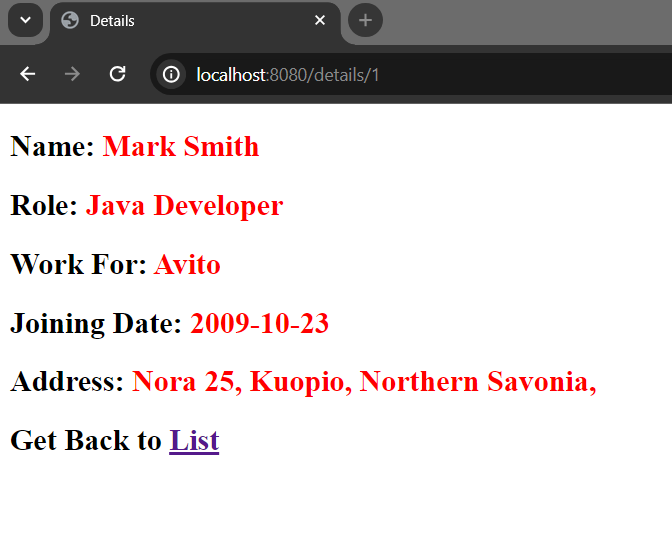 Details
localhost:8080/details/1
Name: Mark Smith
Role: Java Developer
Work For: Avito
Joining Date: 2009-10-23
Address: Nora 25, Kuopio, Northern Savonia,
Get Back to List